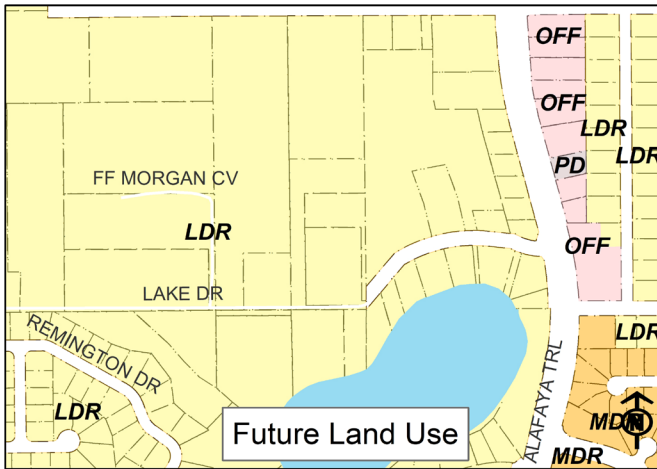 OFF
OFF
LDR
LDR
PD
FF MORGAN CV
LDR
OFF
LAKE DR
REMINGTON DR
LDR
ALAFAYA TRL
LDR
MDR
N
Future Land Use
MDR